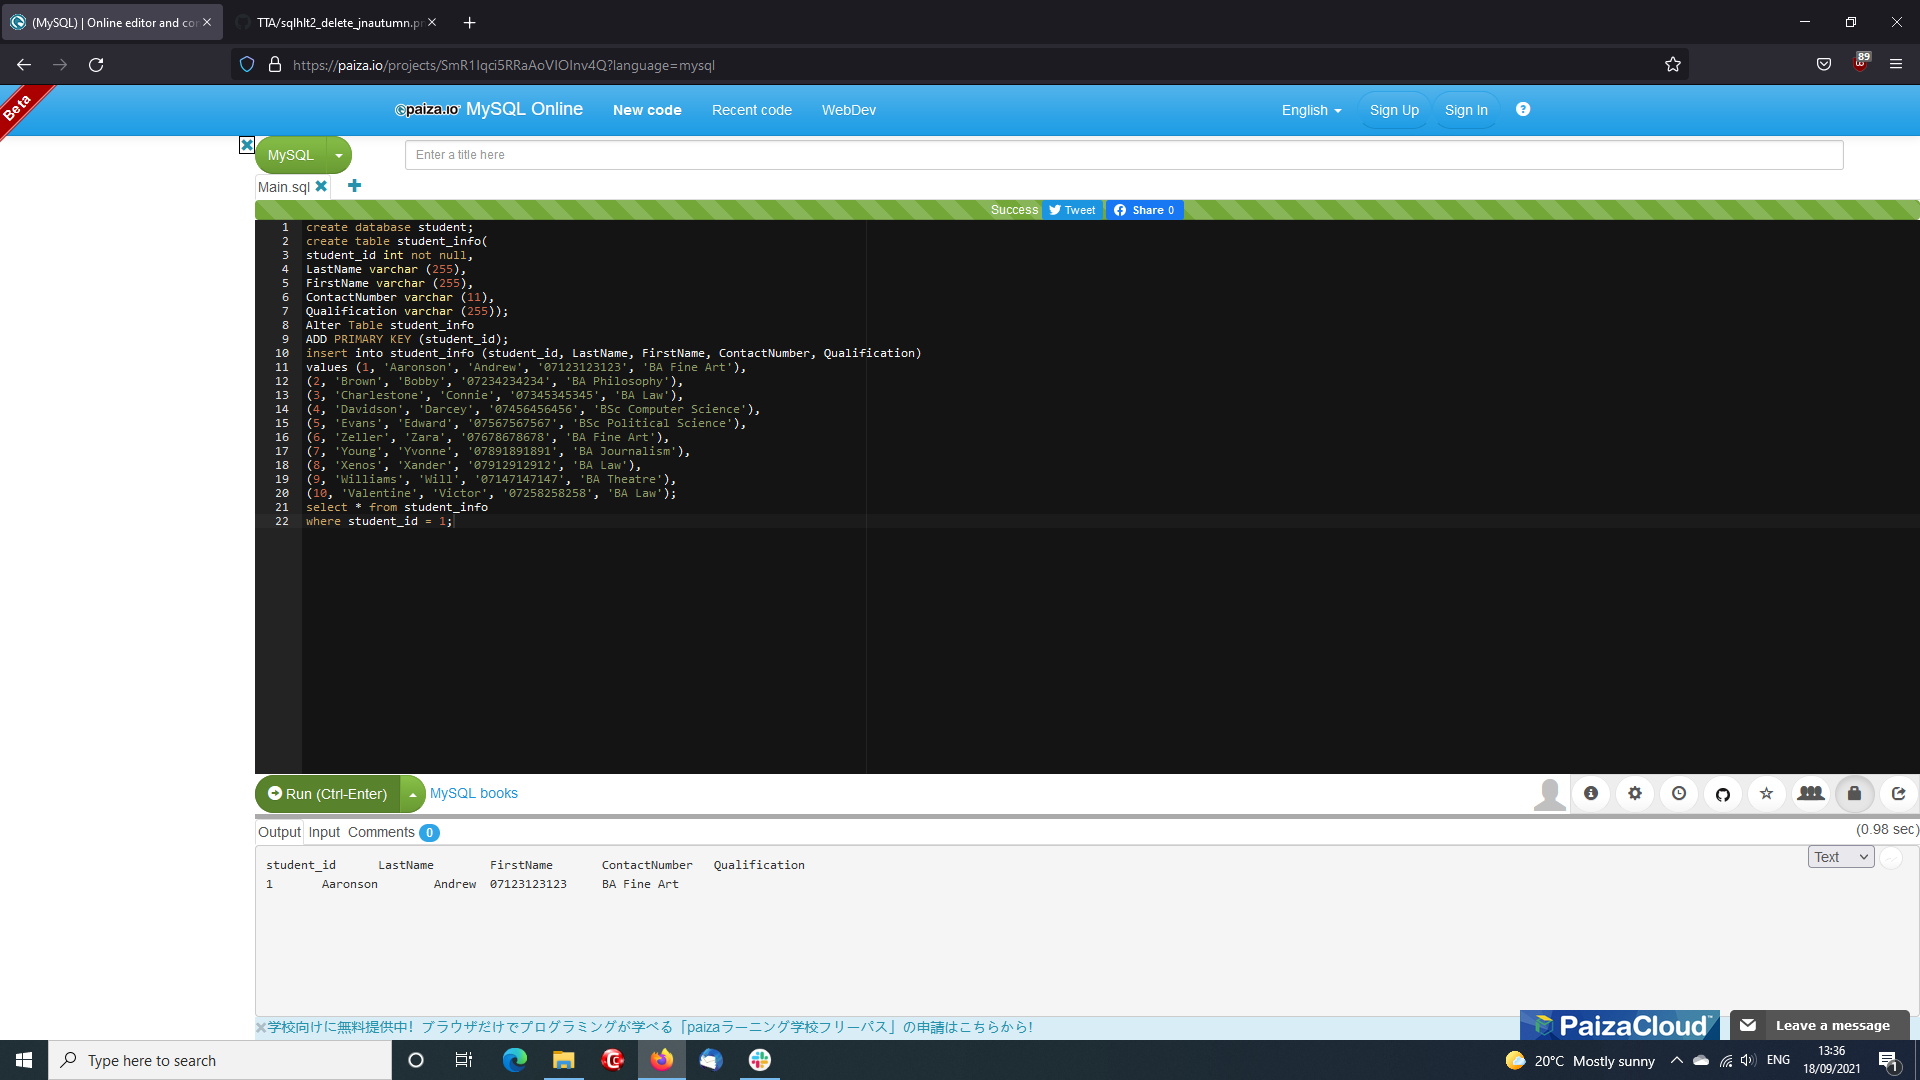 (MySQL) | Online editor and co
TTA/sqlhlt2_delete_jnautumn.p
https://paiza.io/projects/SmR1Iqci5RRaAoVIOInv4Q?language=mysql
89
Beta
paiza.io MySQL Online
New code
Recent code
WebDev
English
Sign Up
Sign In
MySQL
Enter a title here
Main.sql
Success
Tweet
Share 0
1 create database student;
2 create table student_info(
3 student_id int not null,
4 LastName varchar (255),
5 FirstName varchar (255),
6 ContactNumber varchar (11),
7 Qualification varchar (255));
8 Alter Table student_info
9 ADD PRIMARY KEY (student_id);
10 insert into student_info (student_id, LastName, FirstName, ContactNumber, Qualification)
11 values (1, 'Aaronson', 'Andrew', '07123123123', 'BA Fine Art'),
12 (2, 'Brown', 'Bobby', '07234234234', 'BA Philosophy'),
13 (3, 'Charlestone', 'Connie', '07345345345', 'BA Law'),
14 (4, 'Davidson', 'Darcey', '07456456456', 'BSc Computer Science'),
15 (5, 'Evans', 'Edward', '07567567567', 'BSc Political Science'),
16 (6, 'Zeller', 'Zara', '07678678678', 'BA Fine Art'),
17 (7, 'Young', 'Yvonne', '07891891891', 'BA Journalism'),
18 (8, 'Xenos', 'Xander', '07912912912', 'BA Law'),
19 (9, 'Williams', 'Will', '07147147147', 'BA Theatre'),
20 (10, 'Valentine', 'Victor', '07258258258', 'BA Law');
21 select * from student_info
22 where student_id = 1;
Run (Ctrl-Enter)
MySQL books
Output Input Comments 0
(0.98 sec)
Text
student_id LastName FirstName ContactNumber Qualification
1 Aaronson Andrew 07123123123 BA Fine Art
学校向けに無料提供中！ブラウザだけでプログラミングが学べる「paizaラーニング学校フリーパス」の申請はこちらから！
PaizaCloud
Leave a message
Type here to search
20°C Mostly sunny
ENG
13:36
18/09/2021
1